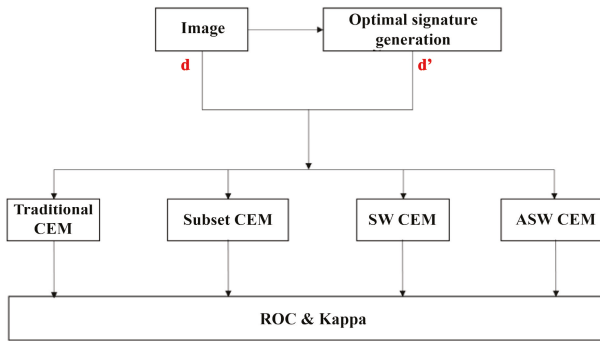 Image
Optimal signature
generation
d
d’
Traditional
CEM
Subset CEM
SW CEM
ASW CEM
ROC & Kappa